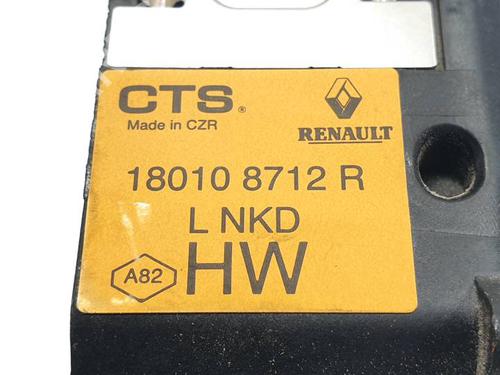 CTS®
Made in CZR
RENAULT
18010 8712 R
L NKD
A82
HW